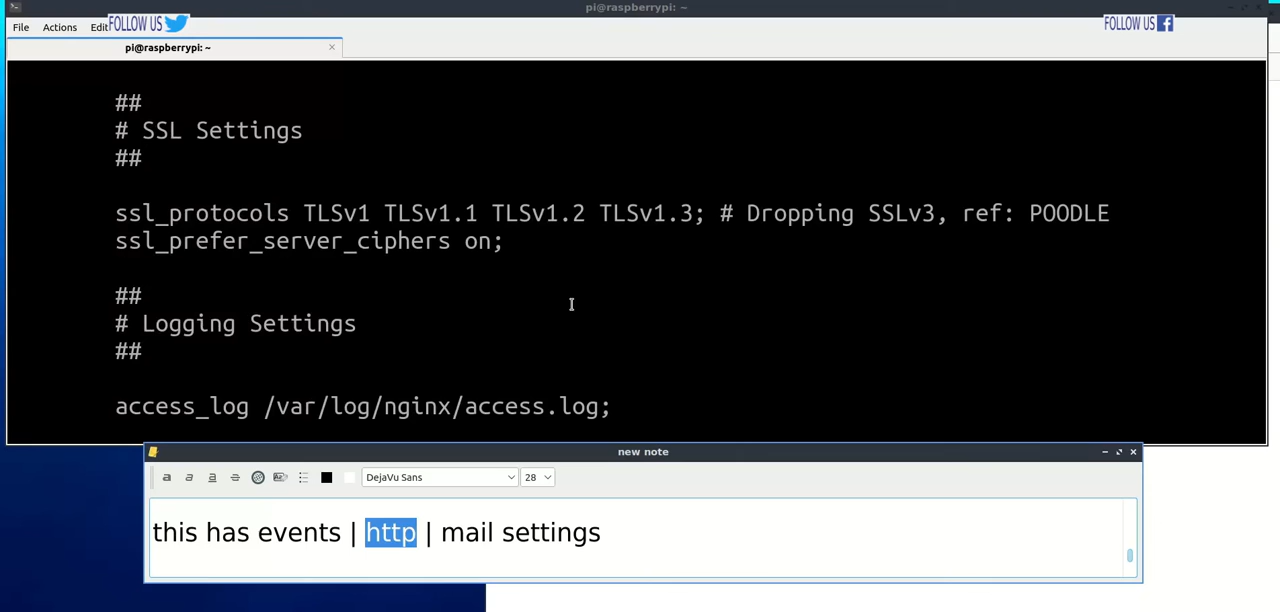 pi@raspberrypi: ~
File Actions Edit
FOLLOW US
FOLLOW US
pi@raspberrypi: ~
##
# SSL Settings
##
ssl_protocols TLSv1 TLSv1.1 TLSv1.2 TLSv1.3; # Dropping SSLv3, ref: POODLE
ssl_prefer_server_ciphers on;
##
# Logging Settings
##
access_log /var/log/nginx/access.log;
new note
a a a a DejaVu Sans 28
this has events | http | mail settings